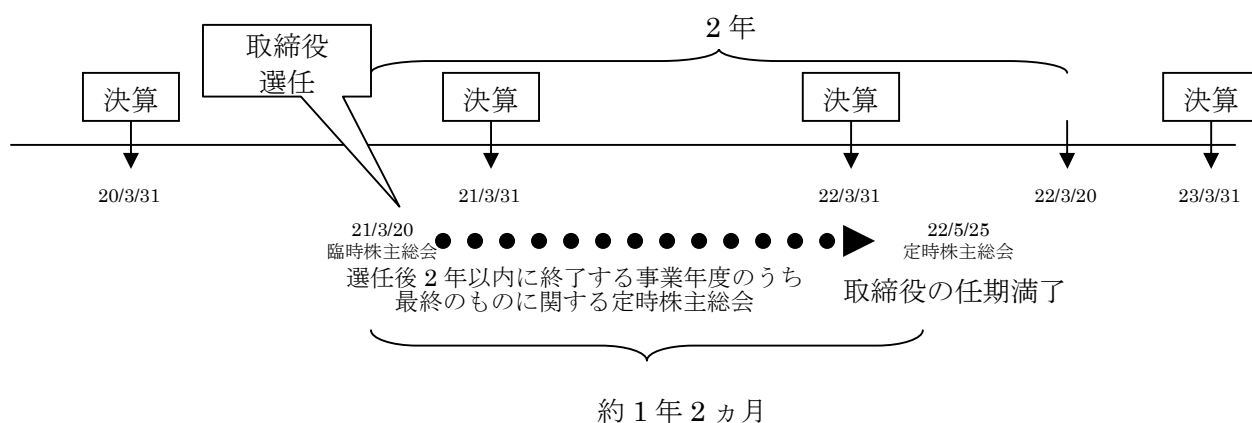 2年
取締役
選任
決算
決算
決算
決算
20/3/31
21/3/31
22/3/31
22/3/20
23/3/31
21/3/20
臨時株主総会
22/5/25
定時株主総会
選任後2年以内に終了する事業年度のうち
最終のものに関する定時株主総会
取締役の任期満了
約1年2ヵ月